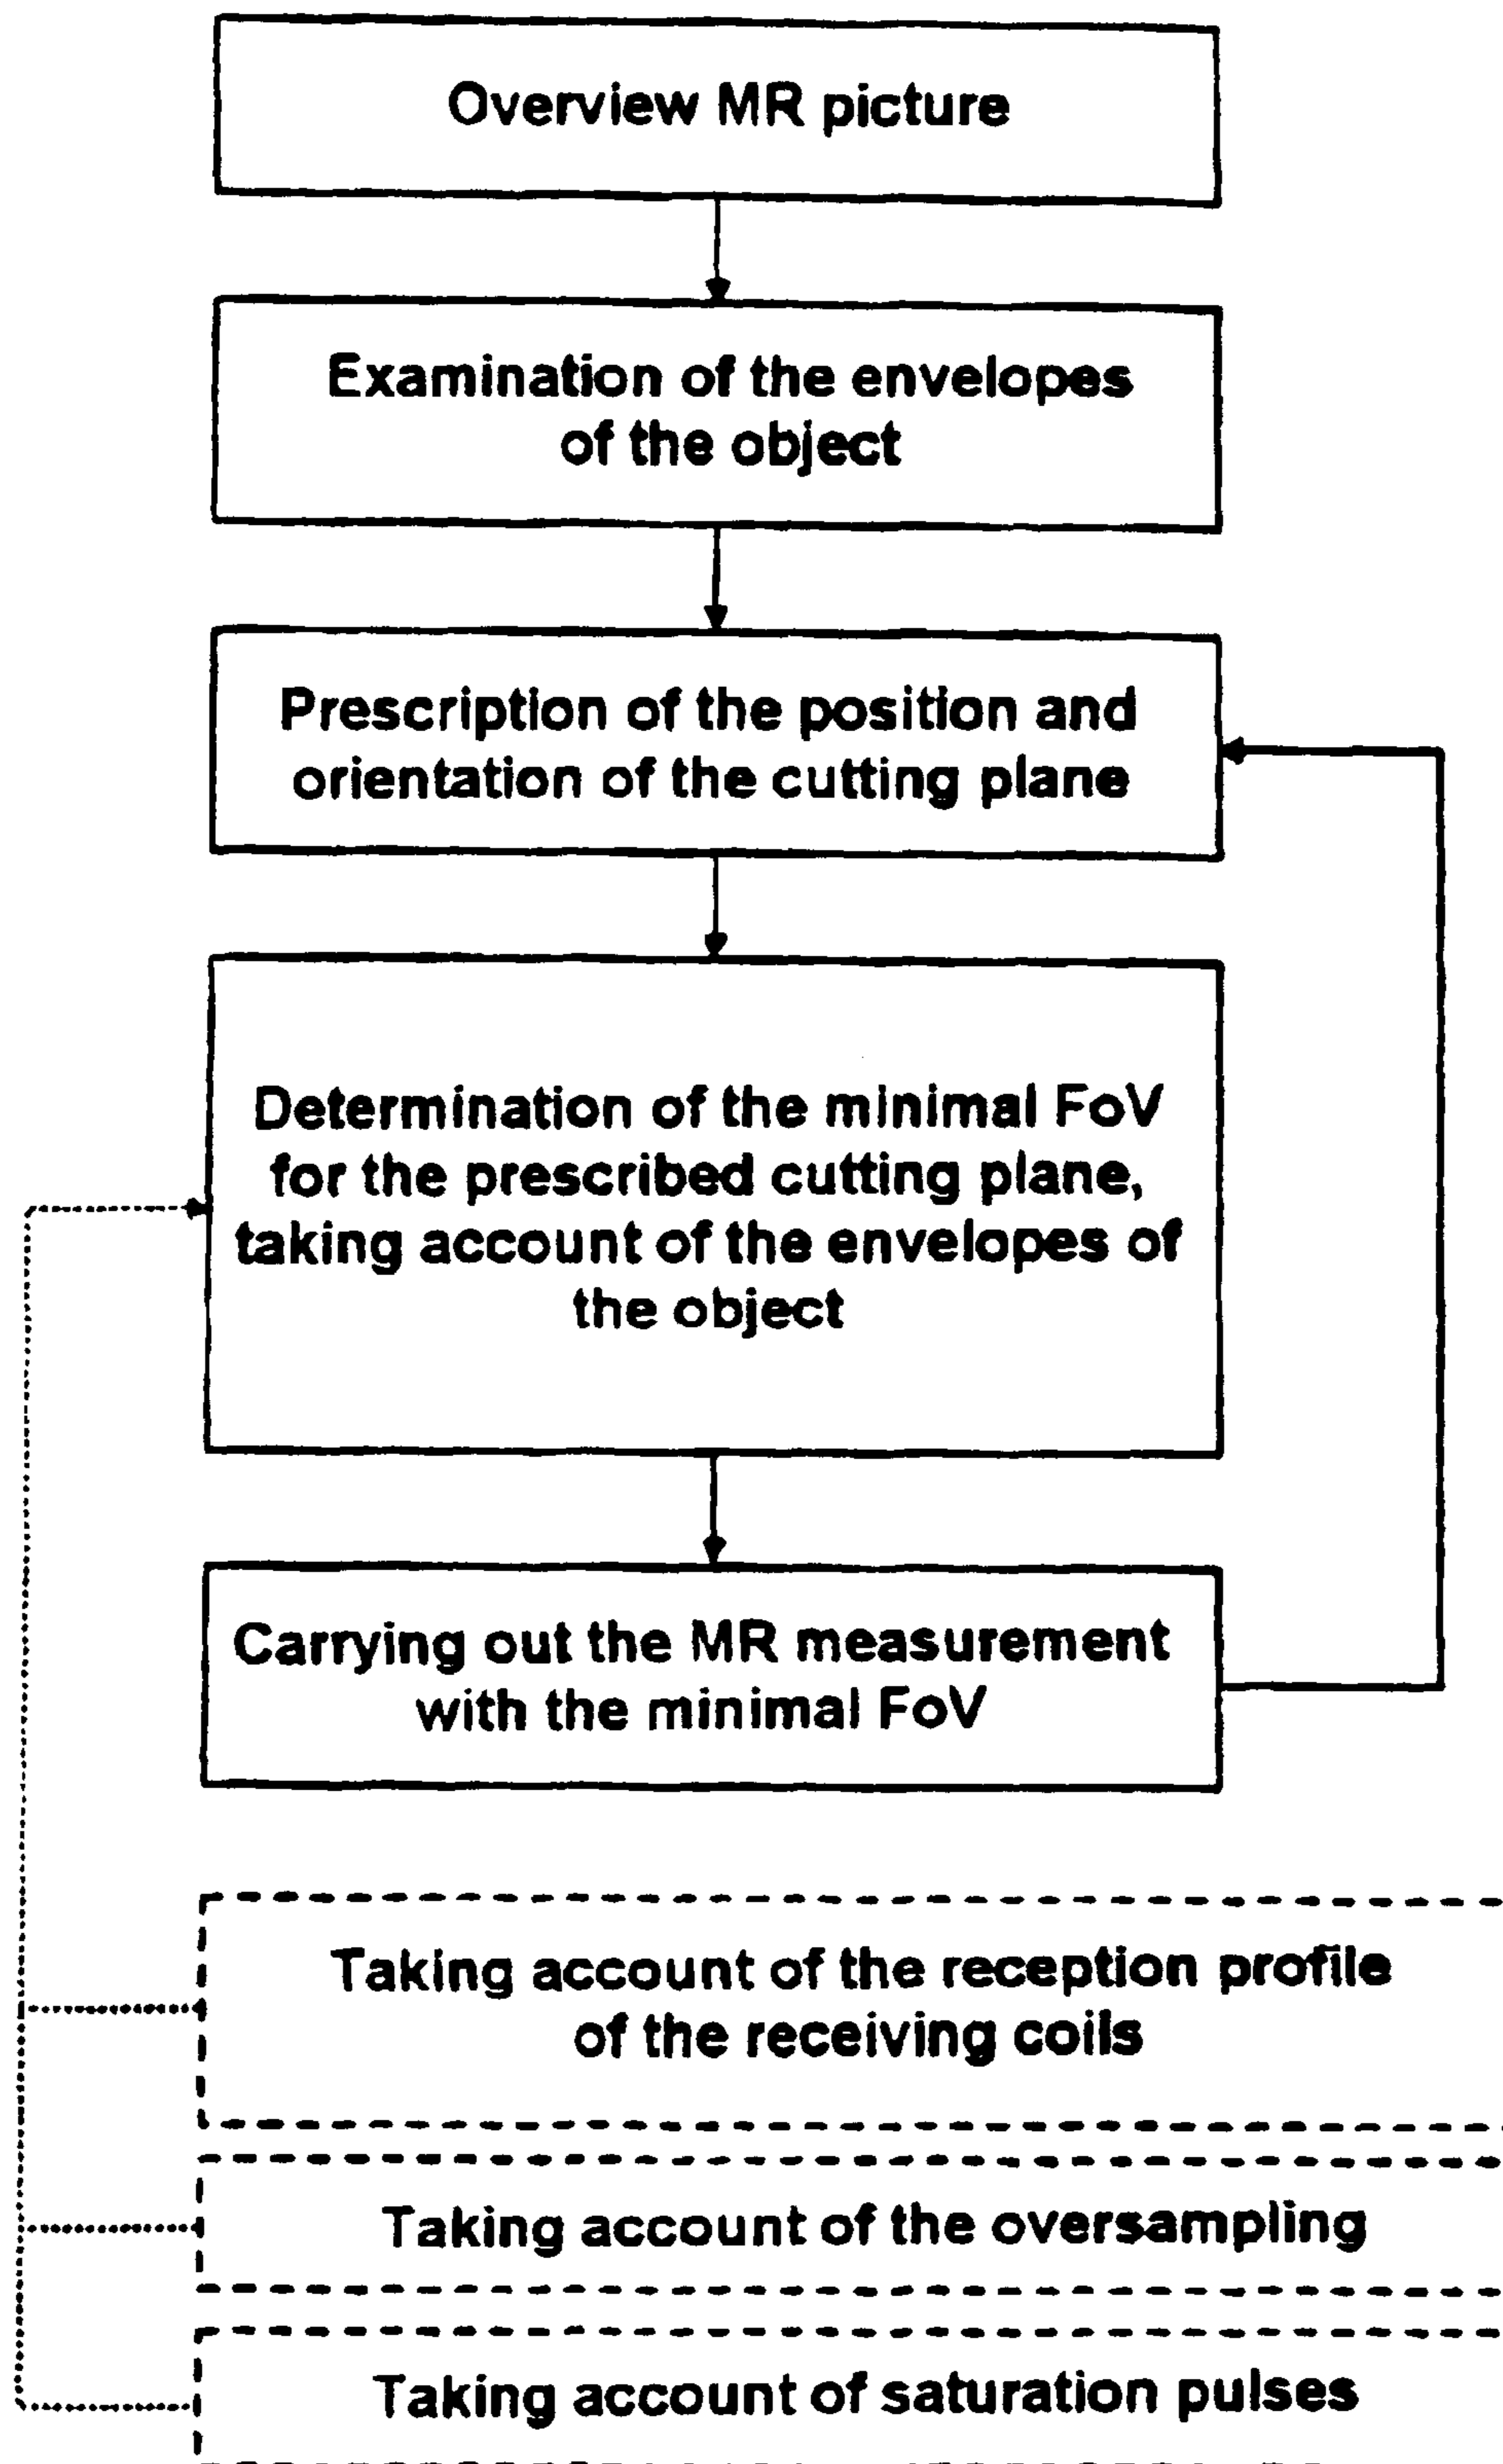 Overview MR picture
Examination of the envelopes
of the object
Prescription of the position and
orientation of the cutting plane
Determination of the minimal FoV
for the prescribed cutting plane,
taking account of the envelopes of
the object
Carrying out the MR measurement
with the minimal FoV
Taking account of the reception profile
of the receiving coils
Taking account of the oversampling
Taking account of saturation pulses